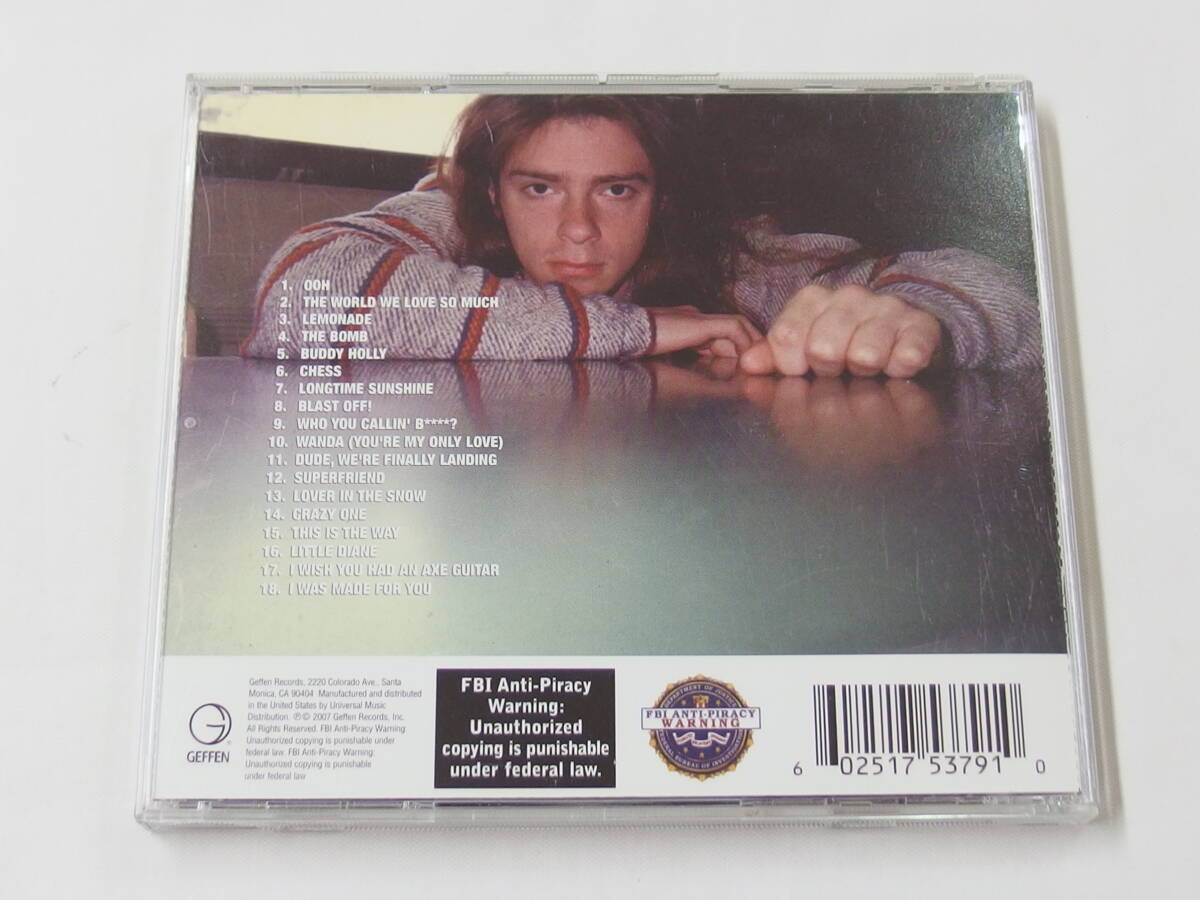 1. OOH
2. THE WORLD WE LOVE SO MUCH
3. LEMONADE
4. THE BOMB
5. BUDDY HOLLY
6. CHESS
7. LONGTIME SUNSHINE
8. BLAST OFF!
9. WHO YOU CALLIN' B****?
10. WANDA (YOU'RE MY ONLY LOVE)
11. DUDE, WE'RE FINALLY LANDING
12. SUPERFRIEND
13. LOVER IN THE SNOW
14. CRAZY ONE
15. THIS IS THE WAY
16. LITTLE DIANE
17. I WISH YOU HAD AN AXE GUITAR
18. I WAS MADE FOR YOU
GEFFEN
Geffen Records, 2220 Colorado Ave., Santa
Monica, CA 90404 Manufactured and distributed
in the United States by Universal Music
Distribution. ℗© 2007 Geffen Records, Inc.
All Rights Reserved. FBI Anti-Piracy Warning:
Unauthorized copying is punishable under
federal law. FBI Anti-Piracy Warning:
Unauthorized copying is punishable
under federal law
FBI Anti-Piracy
Warning:
Unauthorized
copying is punishable
under federal law.
DEPARTMENT OF JUSTICE
FBI ANTI-PIRACY
WARNING
FEDERAL BUREAU OF INVESTIGATION
6 02517 53791 0